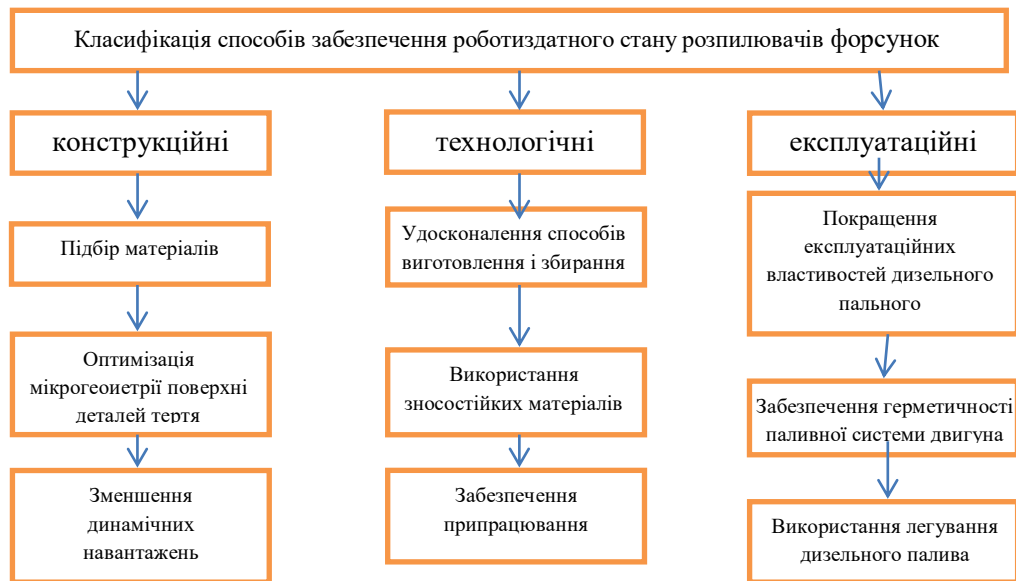 Класифікація способів забезпечення роботиздатного стану розпилювачів форсунок
конструкційні
технологічні
експлуатаційні
Підбір матеріалів
Удосконалення способів
виготовлення і збирання
Покращення
експлуатаційних
властивостей дизельного
пального
Оптимізація
мікрогеоиетрії поверхні
деталей тертя
Використання
зносостійких матеріалів
Забезпечення герметичності
паливної системи двигуна
Зменшення
динамічних
навантажень
Забезпечення
припрацювання
Використання легування
дизельного палива